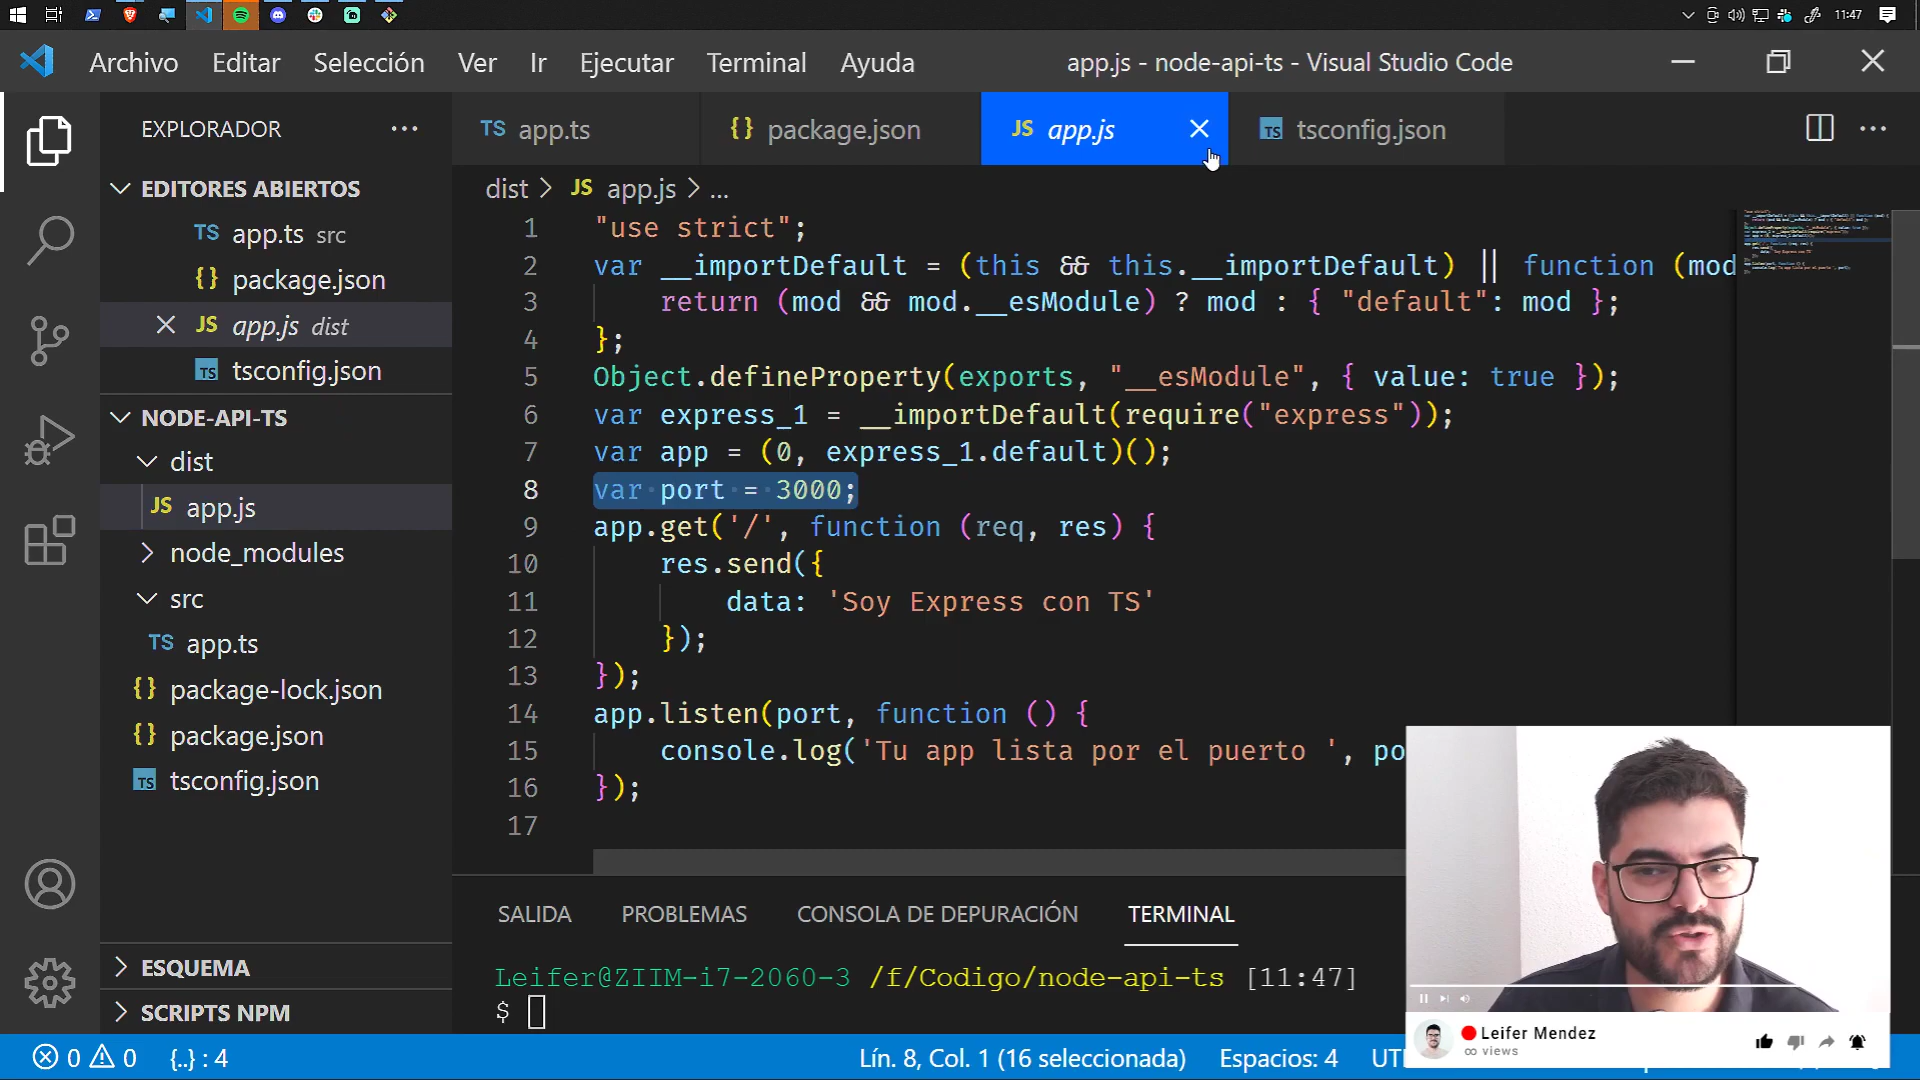 11:47
Archivo Editar Selección Ver Ir Ejecutar Terminal Ayuda app.js - node-api-ts - Visual Studio Code
EXPLORADOR ...
TS app.ts {} package.json JS app.js tsconfig.json ...
EDITORES ABIERTOS
TS app.ts src
{} package.json
JS app.js dist
TS tsconfig.json
NODE-API-TS
dist
JS app.js
node_modules
src
TS app.ts
{} package-lock.json
{} package.json
TS tsconfig.json
ESQUEMA
SCRIPTS NPM
dist > JS app.js > ...
1 "use strict";
2 var __importDefault = (this && this.__importDefault) || function (mod
3 return (mod && mod.__esModule) ? mod : { "default": mod };
4 };
5 Object.defineProperty(exports, "__esModule", { value: true });
6 var express_1 = __importDefault(require("express"));
7 var app = (0, express_1.default)();
8 var port = 3000;
9 app.get('/', function (req, res) {
10 res.send({
11 data: 'Soy Express con TS'
12 });
13 });
14 app.listen(port, function () {
15 console.log('Tu app lista por el puerto ', po
16 });
17
SALIDA PROBLEMAS CONSOLA DE DEPURACIÓN TERMINAL
Leifer@ZIIM-i7-2060-3 /f/Codigo/node-api-ts [11:47]
$
Leifer Mendez
∞ views
0 0 {..} : 4 Lín. 8, Col. 1 (16 seleccionada) Espacios: 4 UT